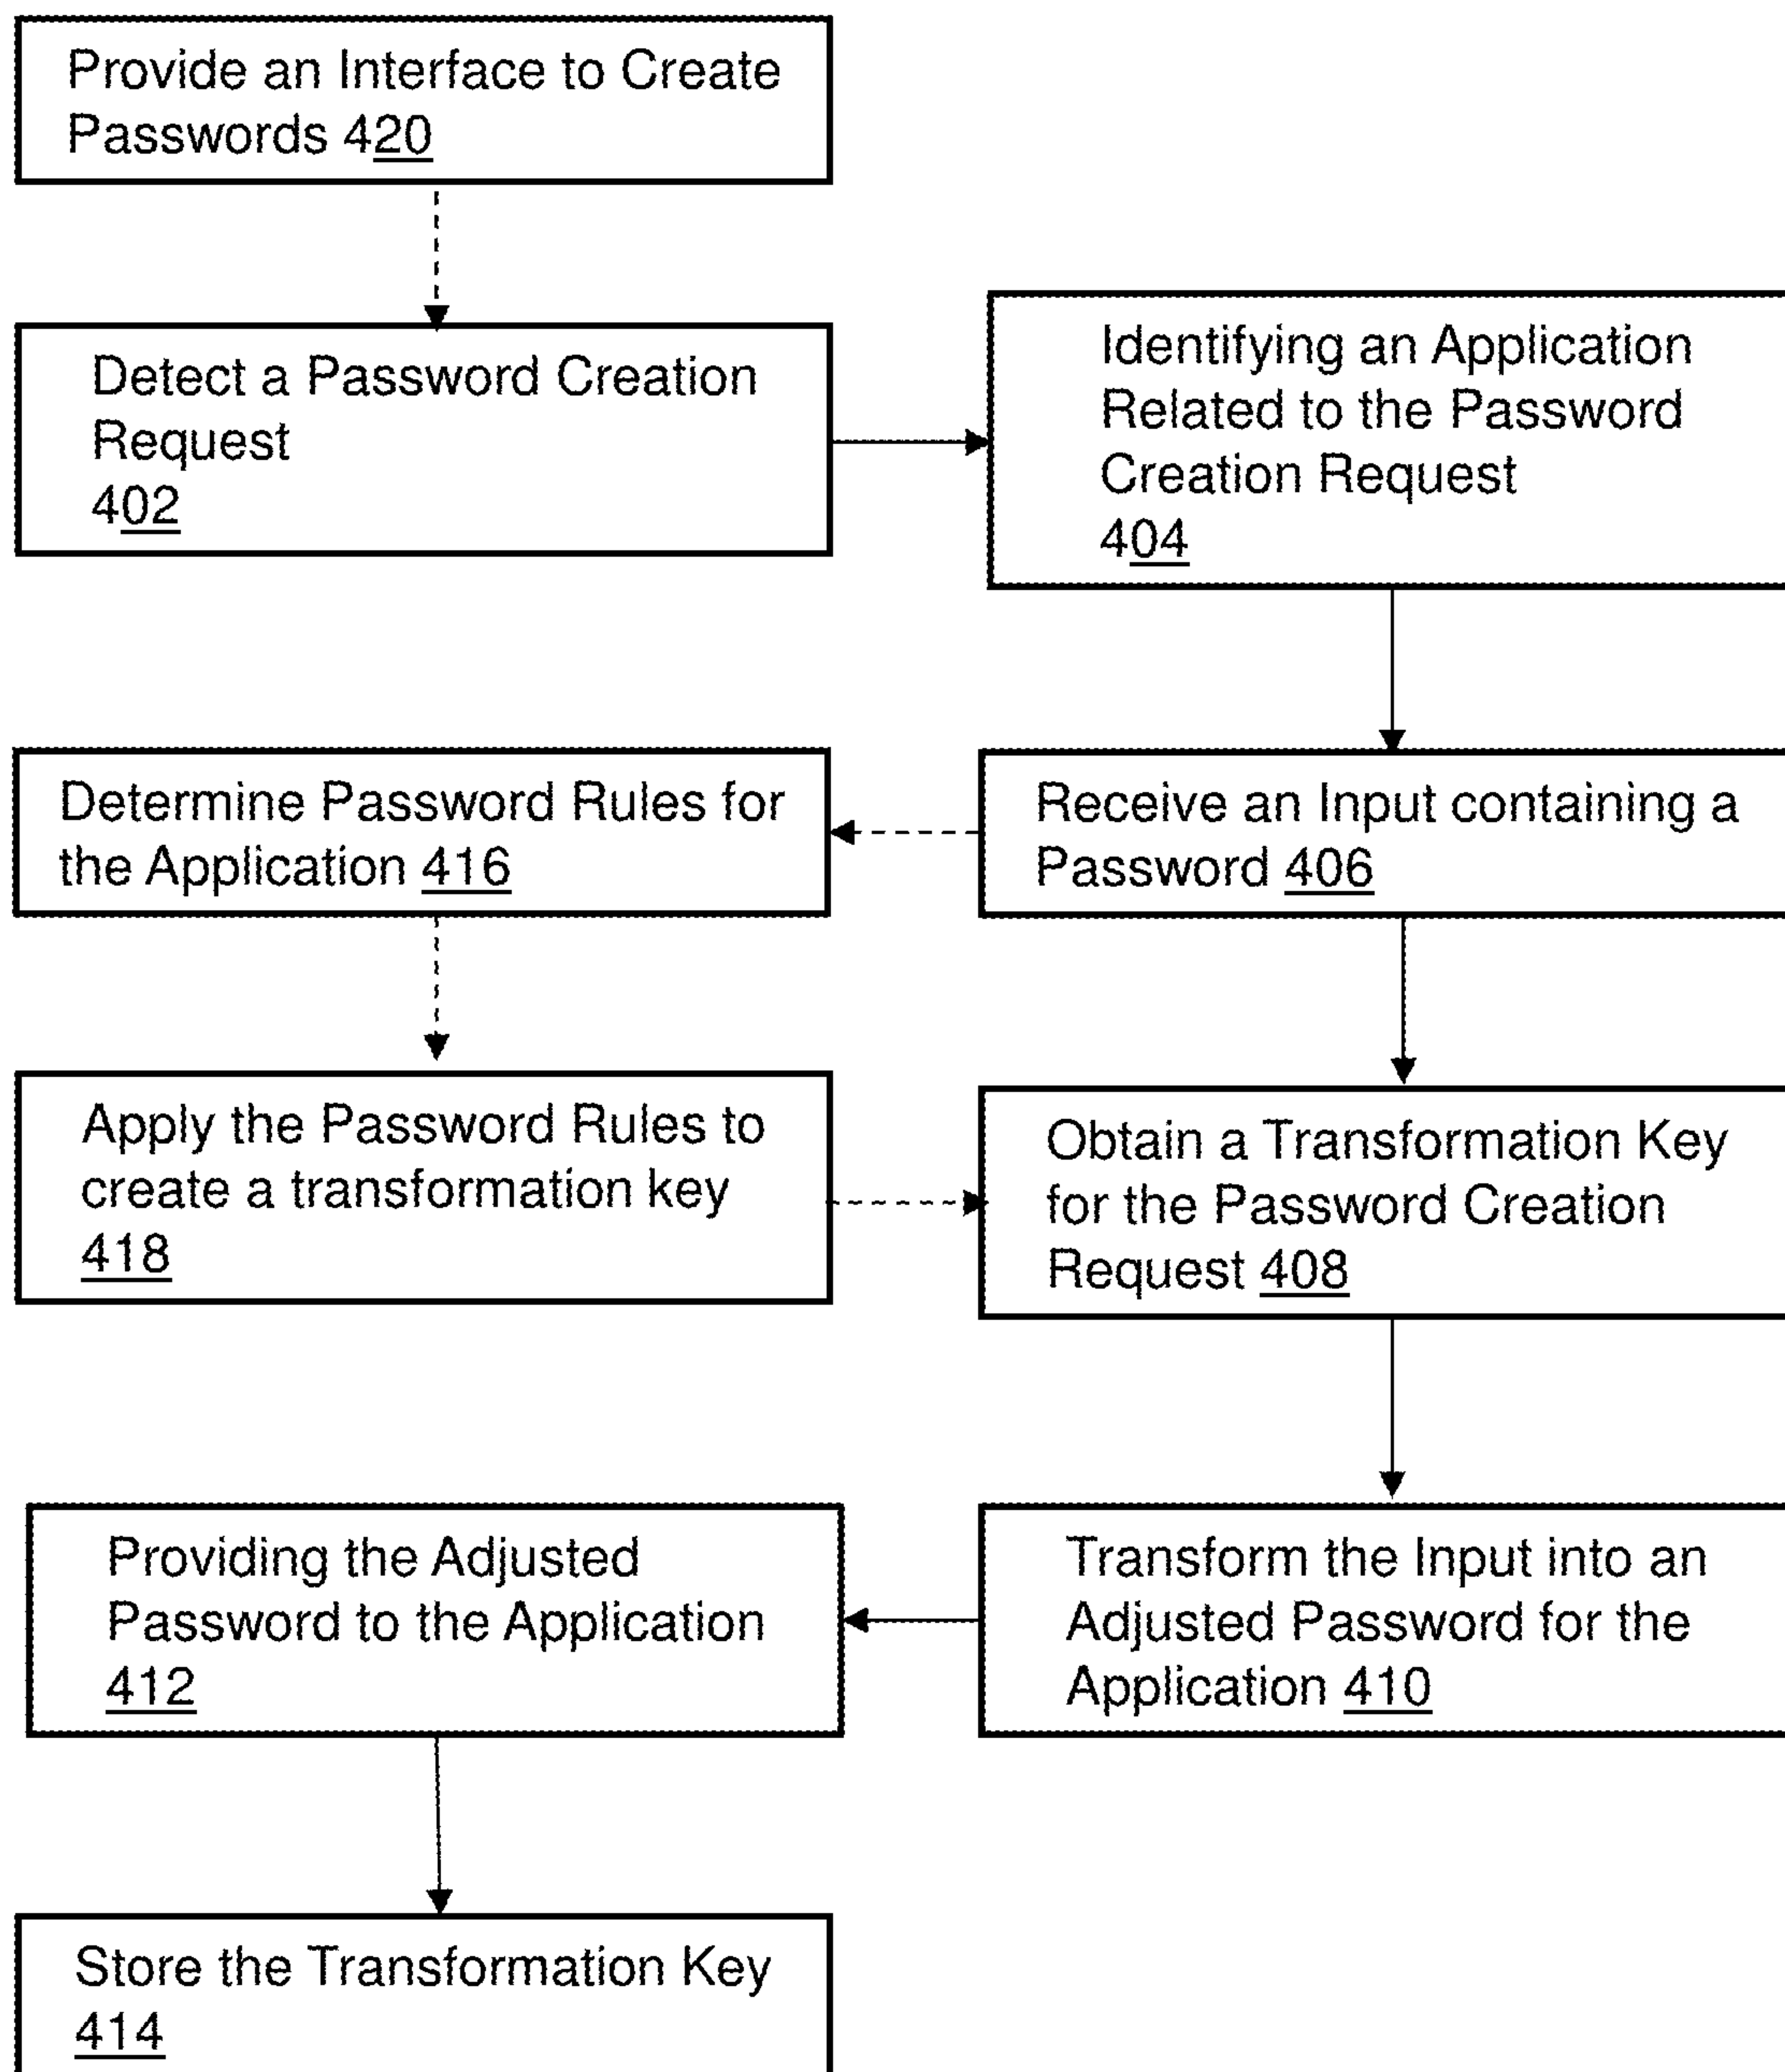 Provide an Interface to Create
Passwords 420
Detect a Password Creation
Request
402
Identifying an Application
Related to the Password
Creation Request
404
Determine Password Rules for
the Application 416
Receive an Input containing a
Password 406
Apply the Password Rules to
create a transformation key
418
Obtain a Transformation Key
for the Password Creation
Request 408
Providing the Adjusted
Password to the Application
412
Transform the Input into an
Adjusted Password for the
Application 410
Store the Transformation Key
414